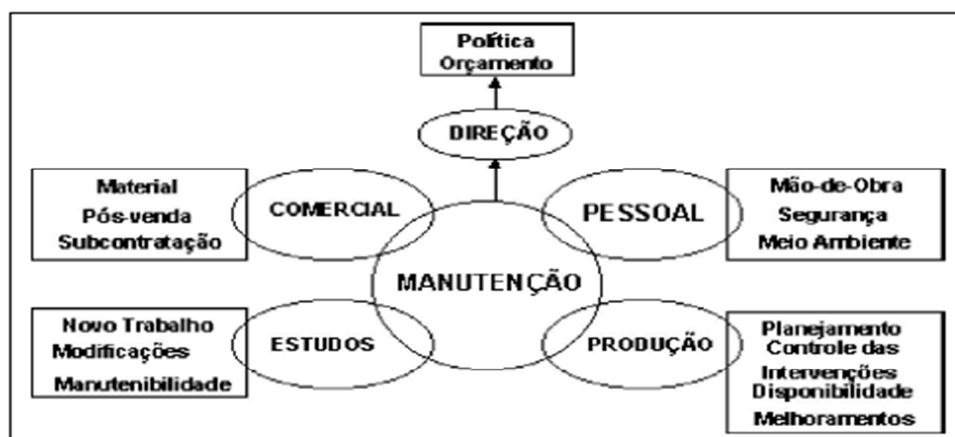 Política
Orçamento
DIREÇÃO
Material
Pós-venda
Subcontratação
COMERCIAL
PESSOAL
Mão-de-Obra
Segurança
Meio Ambiente
MANUTENÇÃO
Novo Trabalho
Modificações
Manutenibilidade
ESTUDOS
PRODUÇÃO
Planejamento
Controle das
Intervenções
Disponibilidade
Melhoramentos